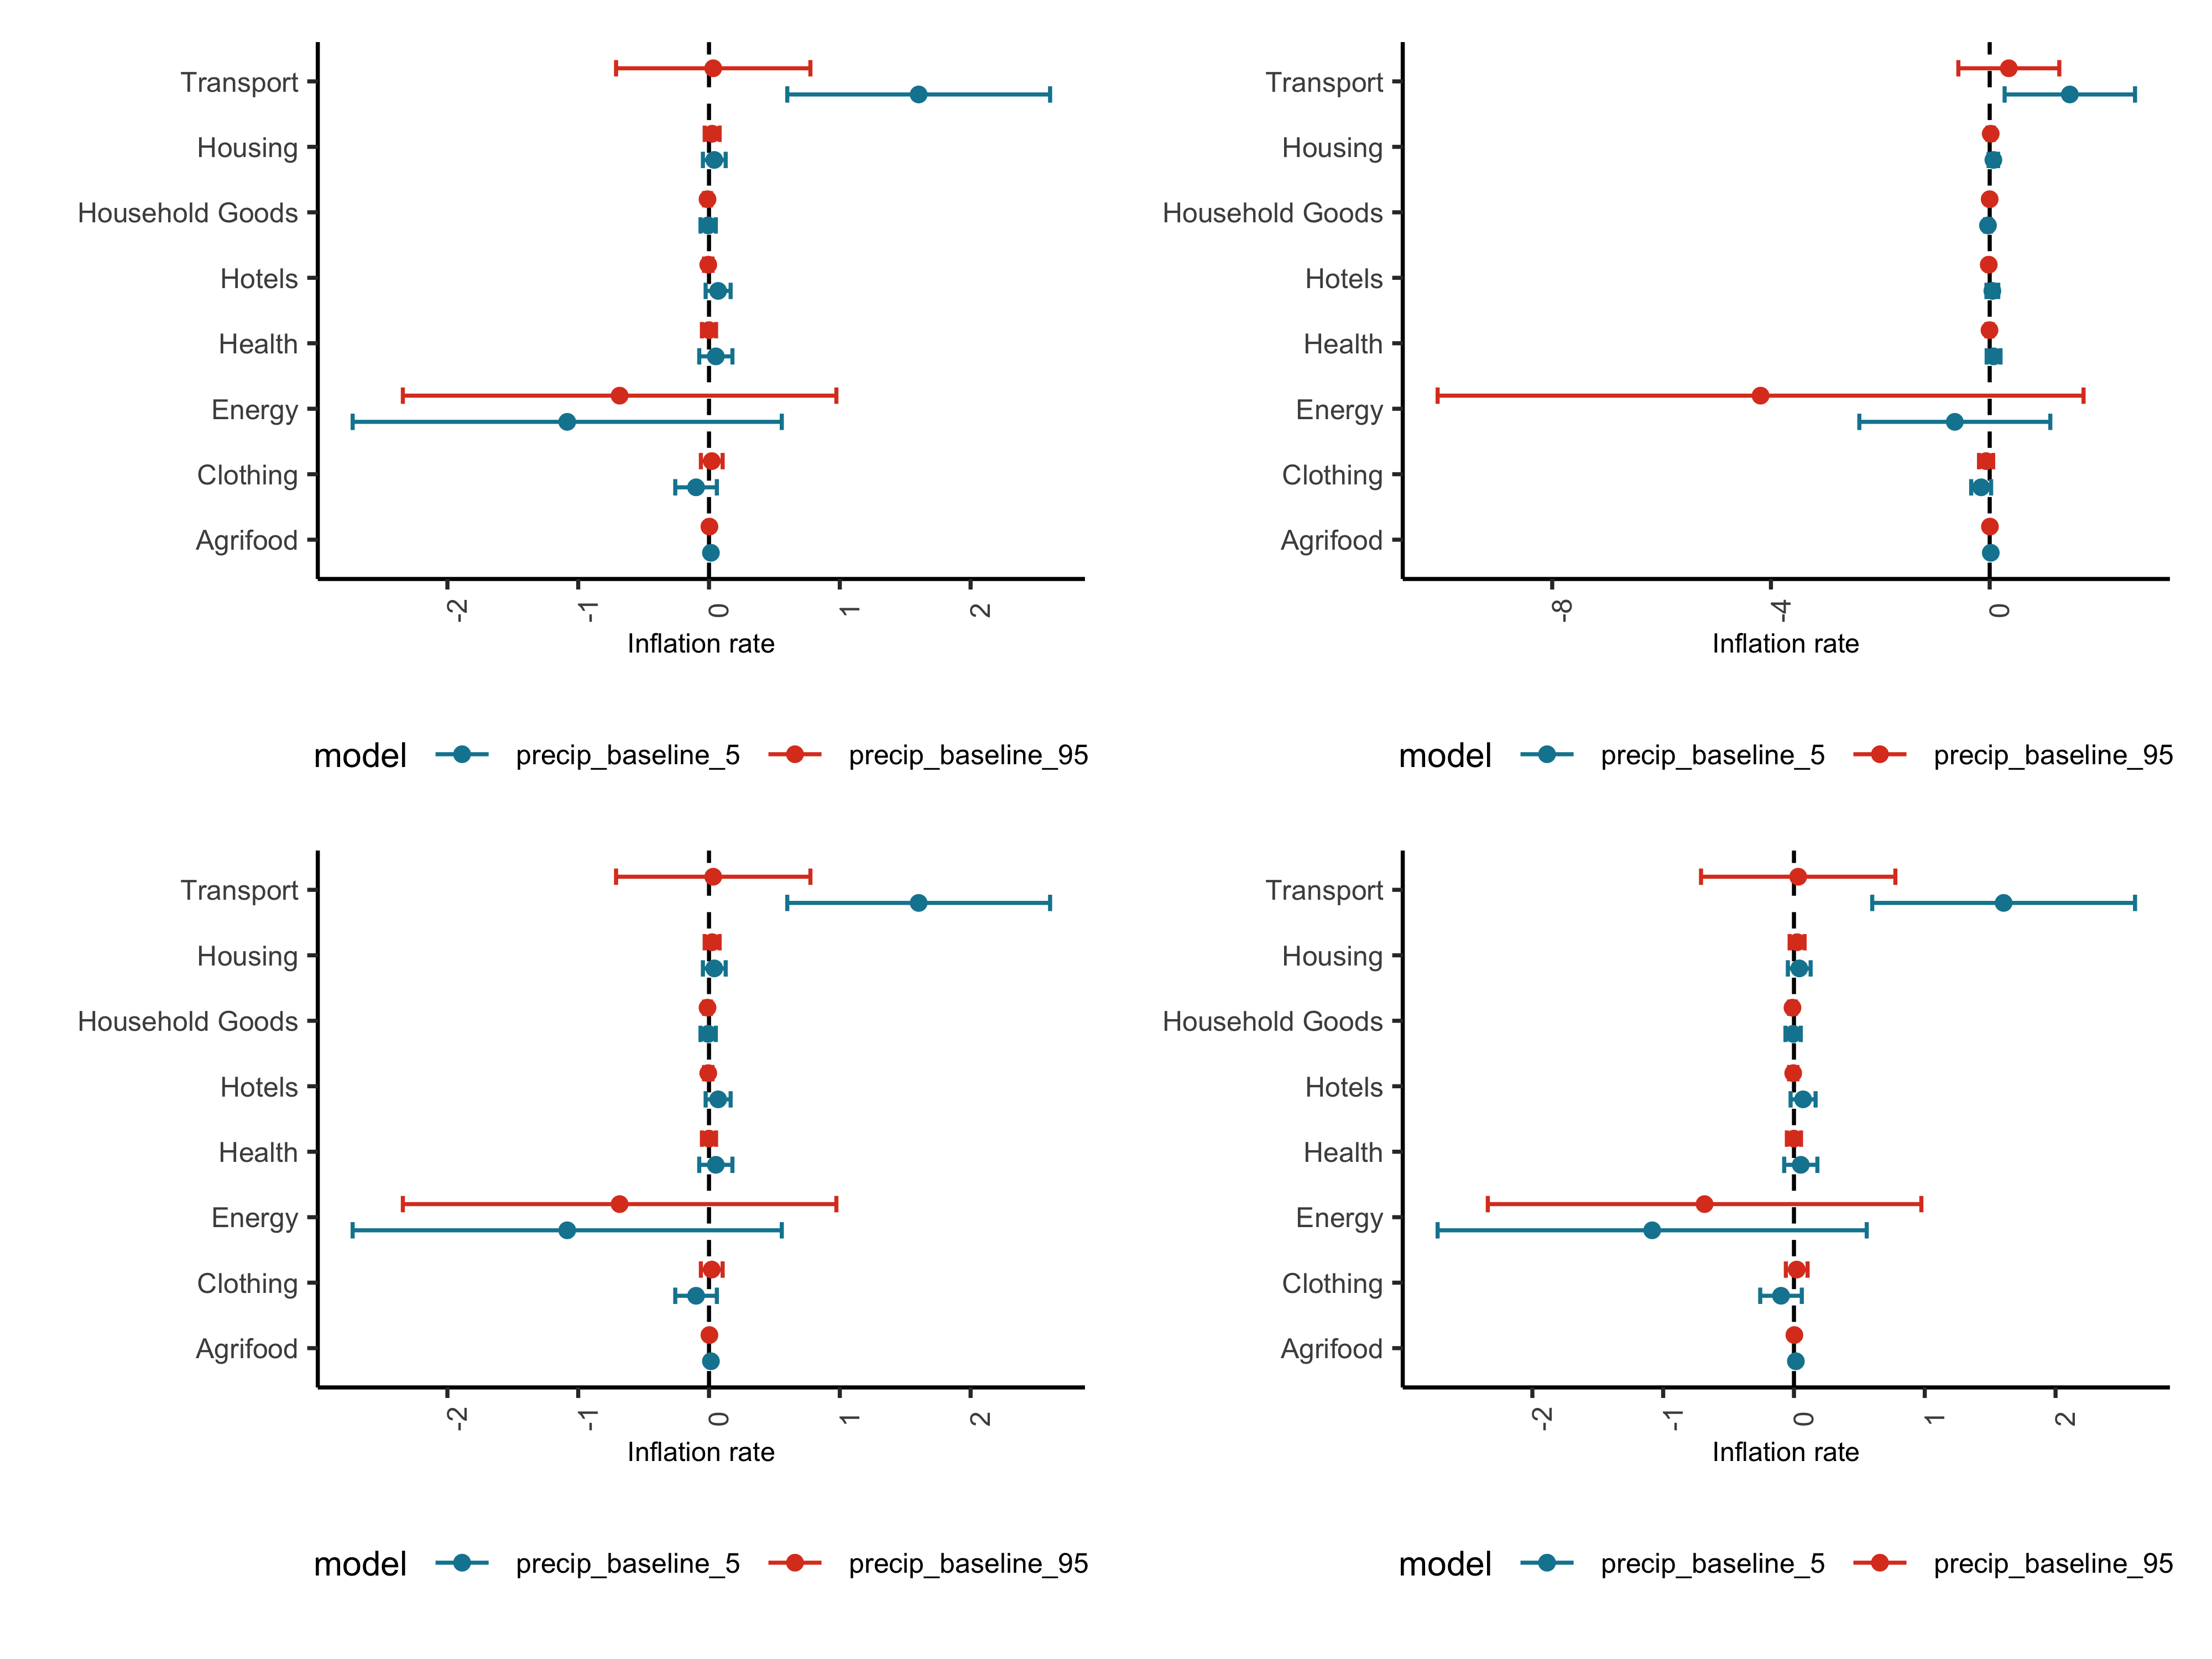 Transport
Housing
Household Goods
Hotels
Health
Energy
Clothing
Agrifood
-2 -1 0 1 2
Inflation rate
model precip_baseline_5 precip_baseline_95
Transport
Housing
Household Goods
Hotels
Health
Energy
Clothing
Agrifood
-8 -4 0
Inflation rate
model precip_baseline_5 precip_baseline_95
Transport
Housing
Household Goods
Hotels
Health
Energy
Clothing
Agrifood
-2 -1 0 1 2
Inflation rate
model precip_baseline_5 precip_baseline_95
Transport
Housing
Household Goods
Hotels
Health
Energy
Clothing
Agrifood
-2 -1 0 1 2
Inflation rate
model precip_baseline_5 precip_baseline_95